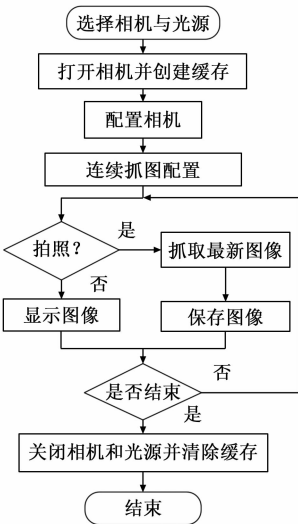 选择相机与光源
打开相机并创建缓存
配置相机
连续抓图配置
拍照？
是
抓取最新图像
否
显示图像
保存图像
是否结束
否
是
关闭相机和光源并清除缓存
结束